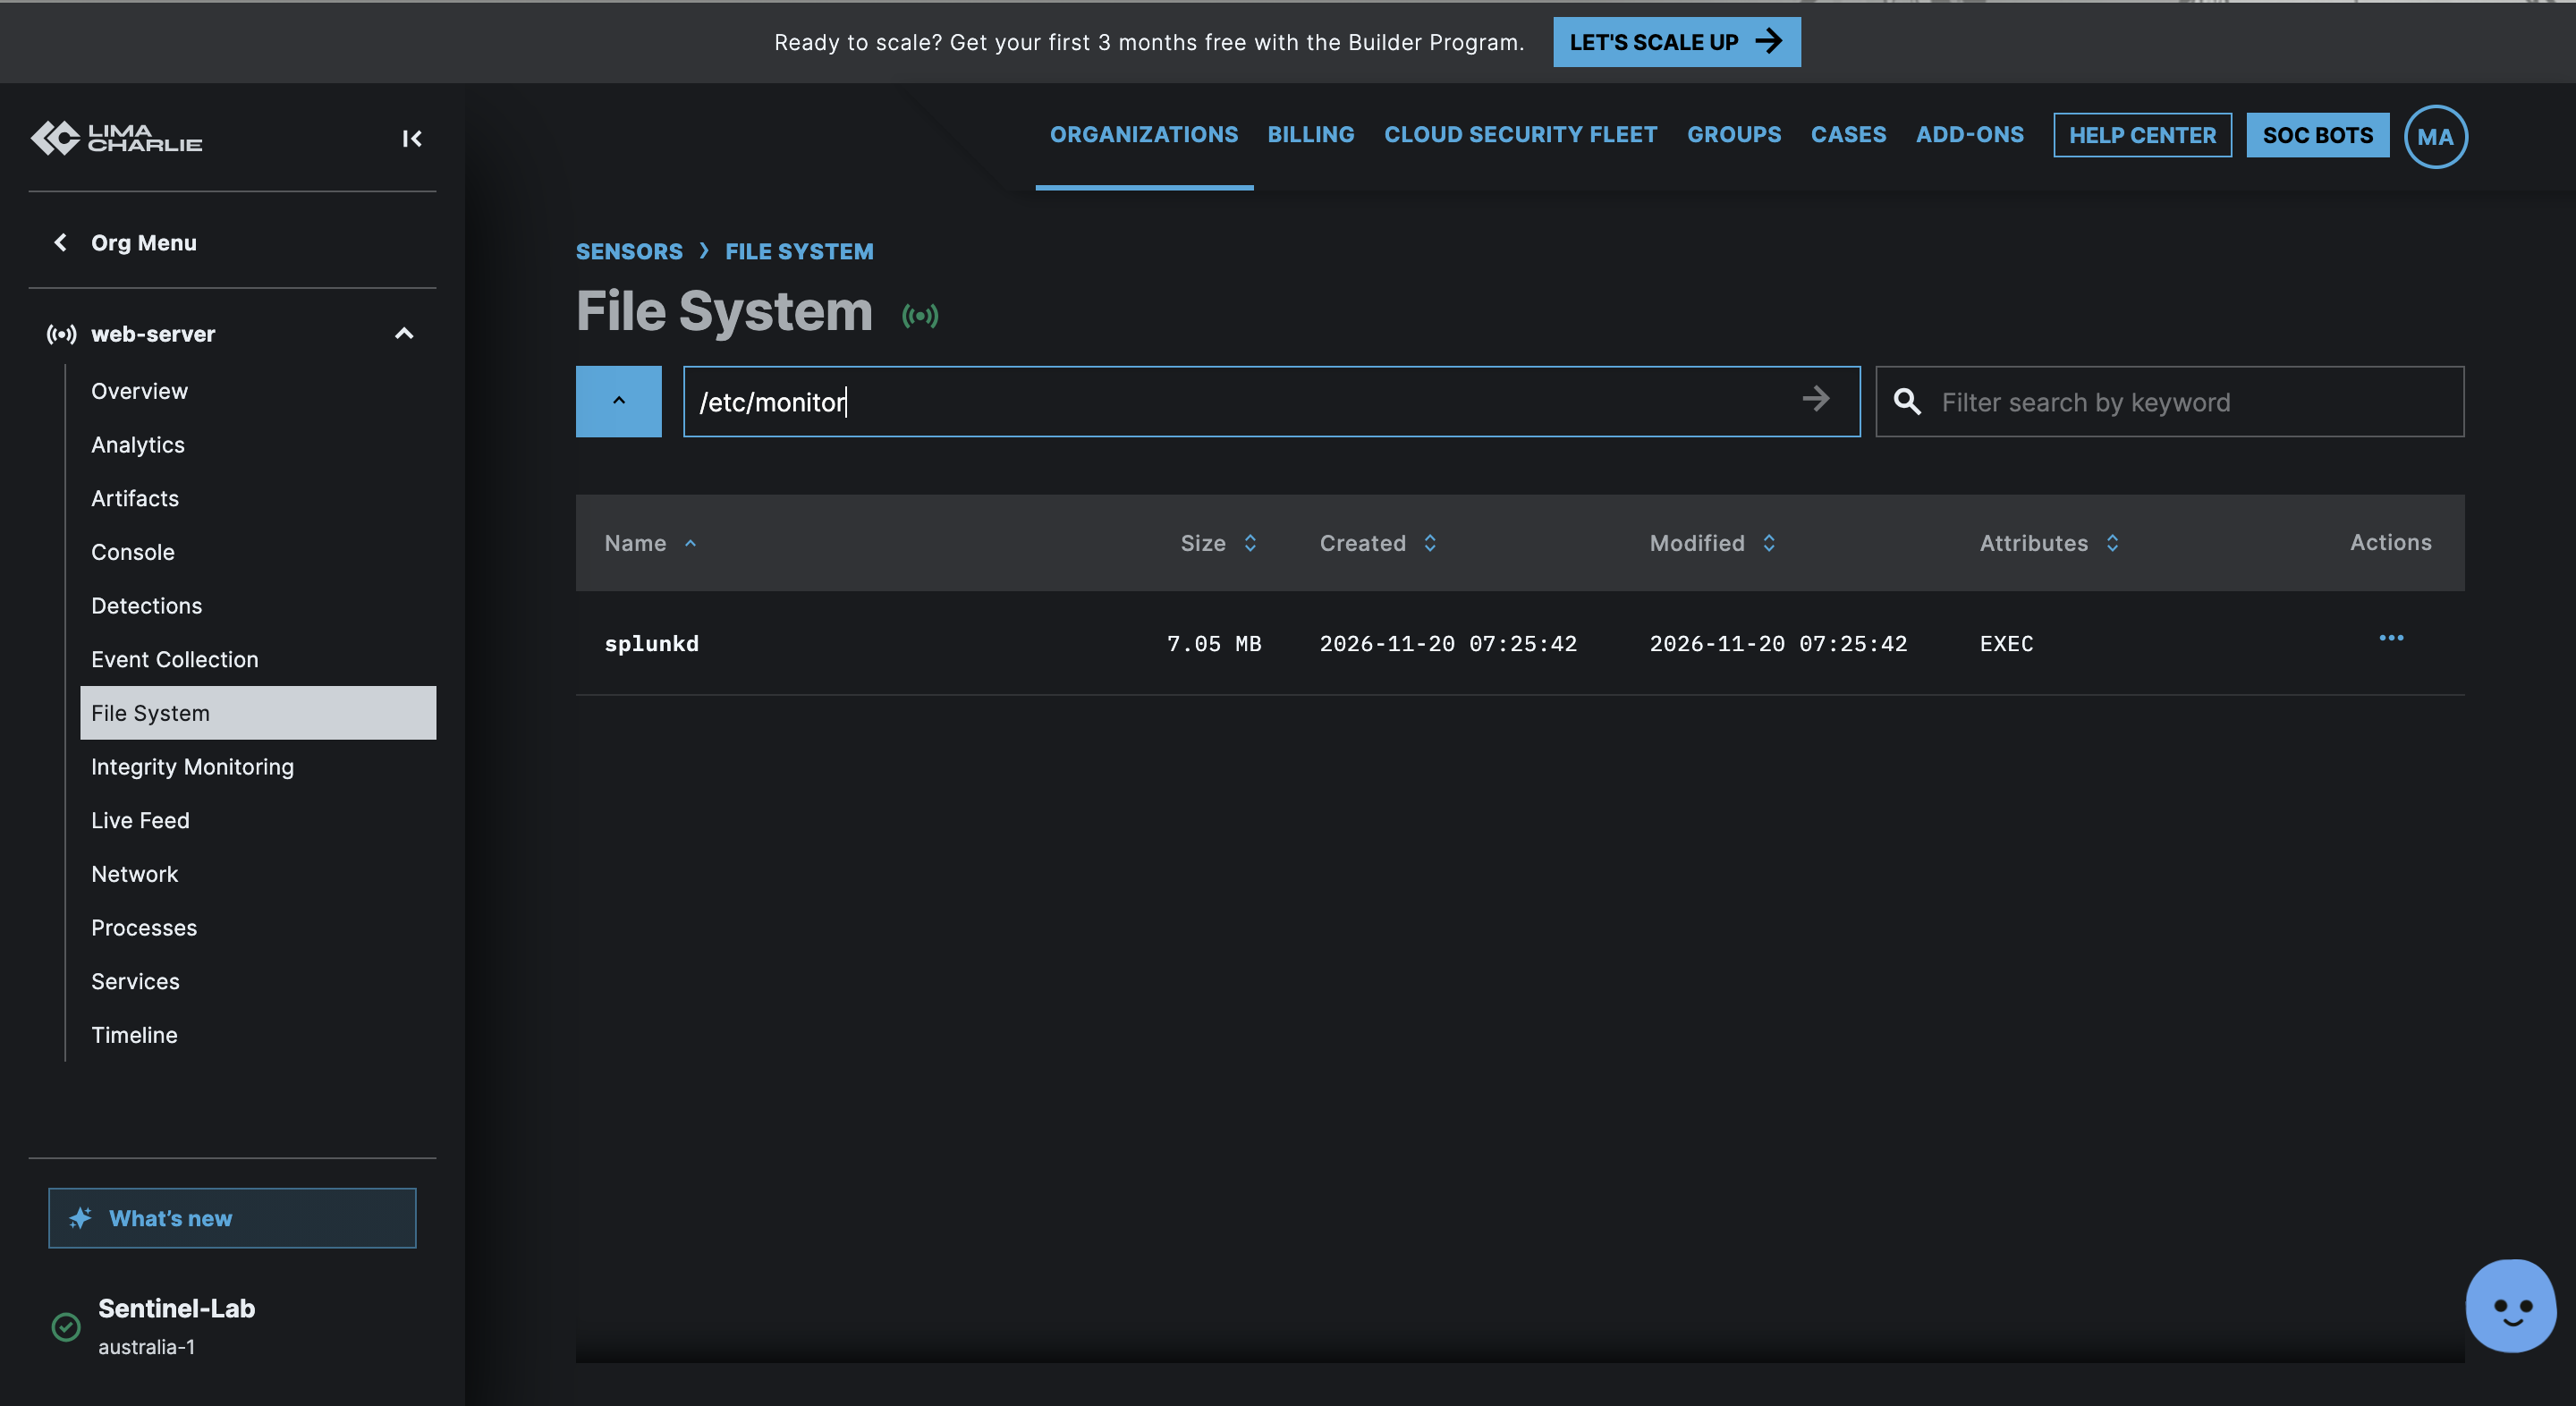 Ready to scale? Get your first 3 months free with the Builder Program. LET'S SCALE UP
LIMA
CHARLIE
ORGANIZATIONS BILLING CLOUD SECURITY FLEET GROUPS CASES ADD-ONS HELP CENTER SOC BOTS MA
Org Menu
web-server
Overview
Analytics
Artifacts
Console
Detections
Event Collection
File System
Integrity Monitoring
Live Feed
Network
Processes
Services
Timeline
What's new
Sentinel-Lab
australia-1
SENSORS > FILE SYSTEM
File System
/etc/monitor
Filter search by keyword
Name Size Created Modified Attributes Actions
splunkd 7.05 MB 2026-11-20 07:25:42 2026-11-20 07:25:42 EXEC ...